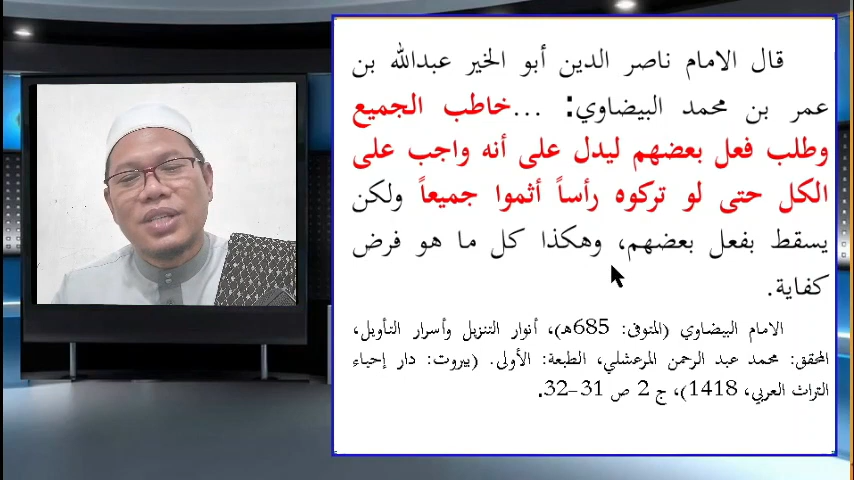 قال الامام ناصر الدين أبو الخير عبدالله بن
عمر بن محمد البيضاوي: ...خاطب الجميع
وطلب فعل بعضهم ليدل على أنه واجب على
الكل حتى لو تركوه رأساً أثموا جميعاً ولكن
يسقط بفعل بعضهم، وهكذا كل ما هو فرض
كفاية.
الامام البيضاوي (المتوفى: 685هـ)، أنوار التنزيل وأسرار التأويل،
المحقق: محمد عبد الرحمن المرعشلي، الطبعة: الأولى. (بيروت: دار إحياء
التراث العربي، 1418)، ج 2 ص 31-32.